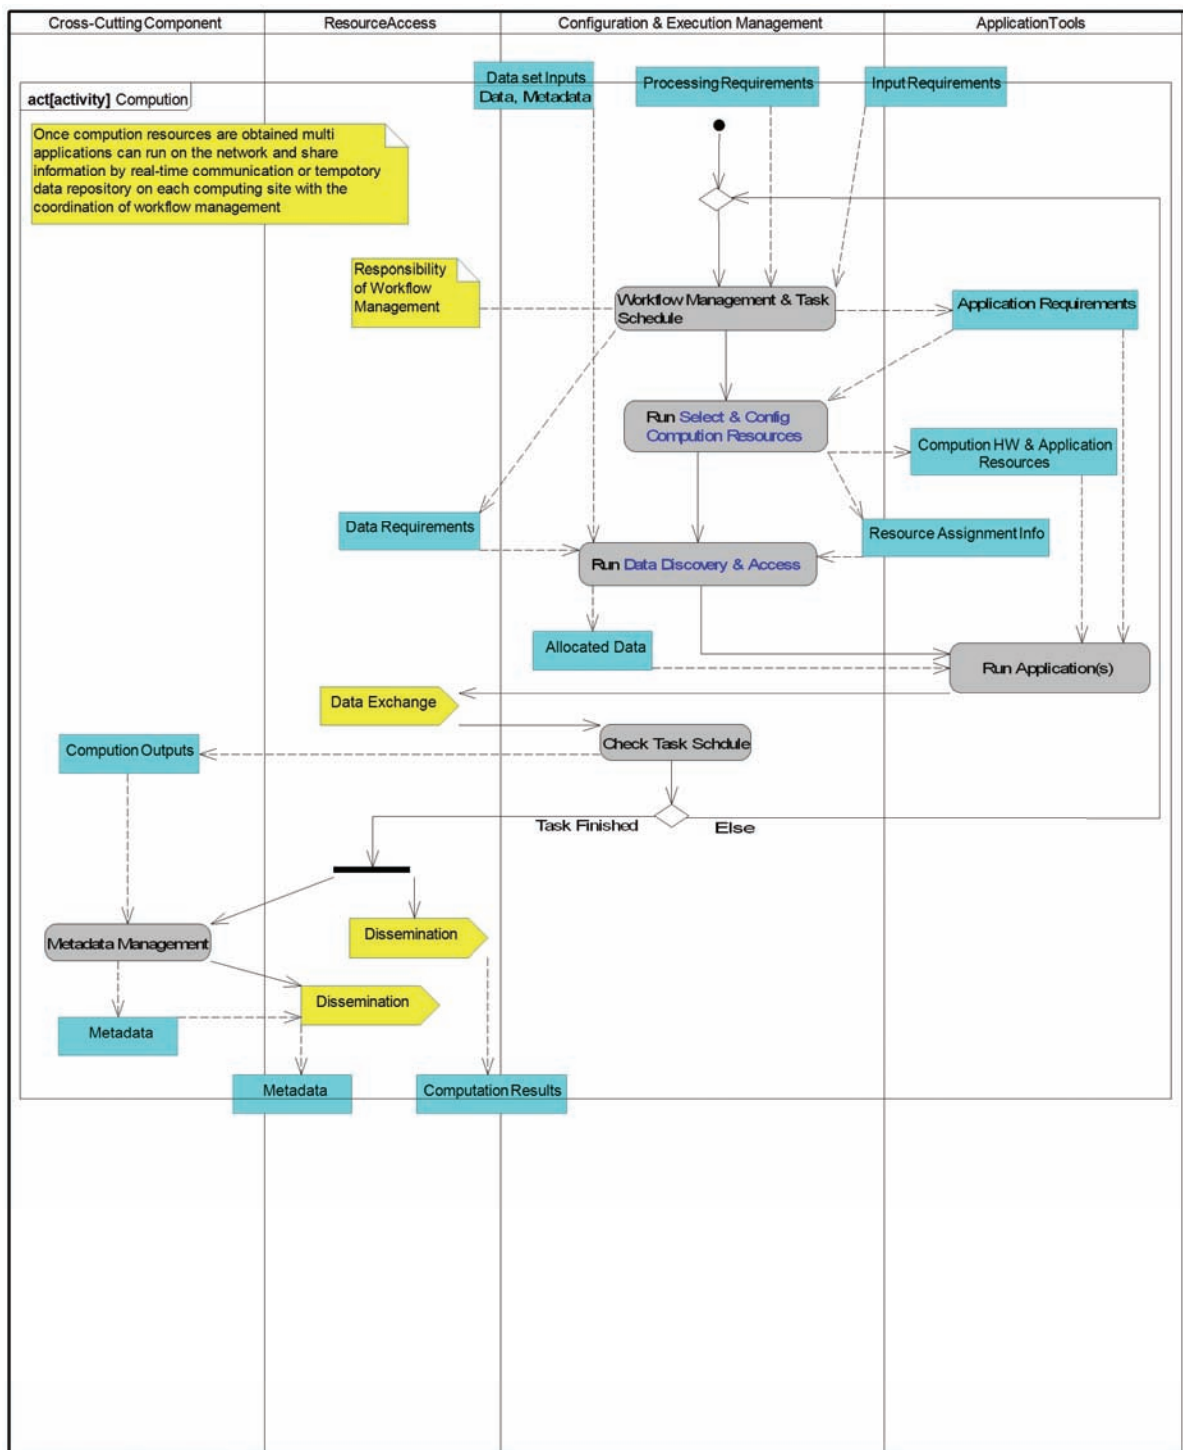 Cross-Cutting Component
ResourceAccess
Configuration & Execution Management
ApplicationTools
Data set Inputs
Data, Metadata
Processing Requirements
Input Requirements
act[activity] Compution
Once compution resources are obtained multi
applications can run on the network and share
information by real-time communication or tempotory
data repository on each computing site with the
coordination of workflow management
Responsibility
of Workflow
Management
Workflow Management & Task
Schedule
Application Requirements
Run Select & Config
Compution Resources
Compution HW & Application
Resources
Data Requirements
Resource Assignment Info
Run Data Discovery & Access
Allocated Data
Run Application(s)
Data Exchange
Compution Outputs
Check Task Schdule
Task Finished
Else
Metadata Management
Dissemination
Dissemination
Metadata
Metadata
Computation Results